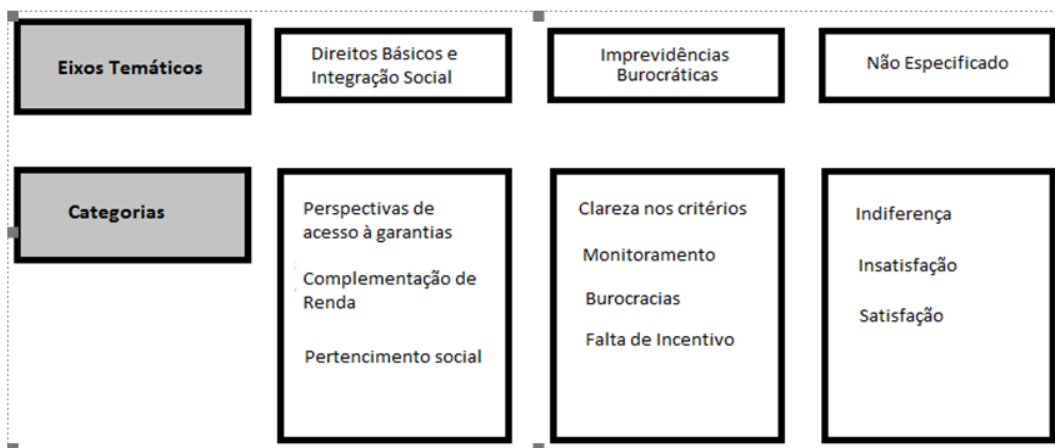 Eixos Temáticos
Direitos Básicos e
Integração Social
Imprevidências
Burocráticas
Não Especificado
Categorias
Perspectivas de
acesso à garantias
Complementação de
Renda
Pertencimento social
Clareza nos critérios
Monitoramento
Burocracias
Falta de Incentivo
Indiferença
Insatisfação
Satisfação